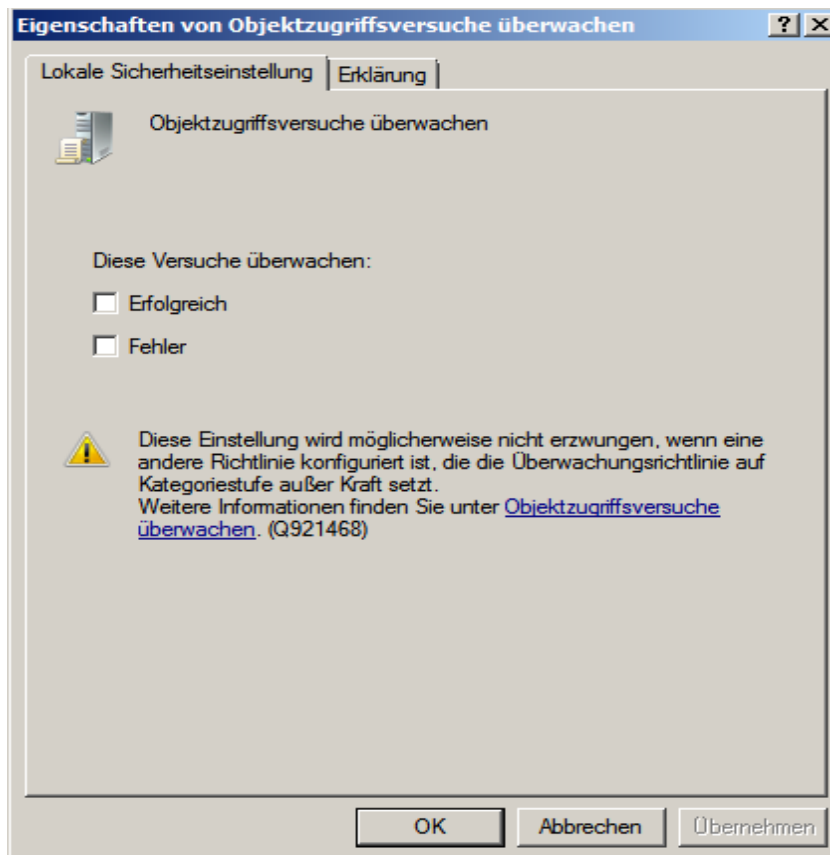 Eigenschaften von Objektzugriffsversuche überwachen
Lokale Sicherheitseinstellung
Erklärung
Objektzugriffsversuche überwachen
Diese Versuche überwachen:
Erfolgreich
Fehler
Diese Einstellung wird möglicherweise nicht erzwungen, wenn eine
andere Richtlinie konfiguriert ist, die die Überwachungsrichtlinie auf
Kategoriestufe außer Kraft setzt.
Weitere Informationen finden Sie unter Objektzugriffsversuche
überwachen. (Q921468)
OK
Abbrechen
Übernehmen